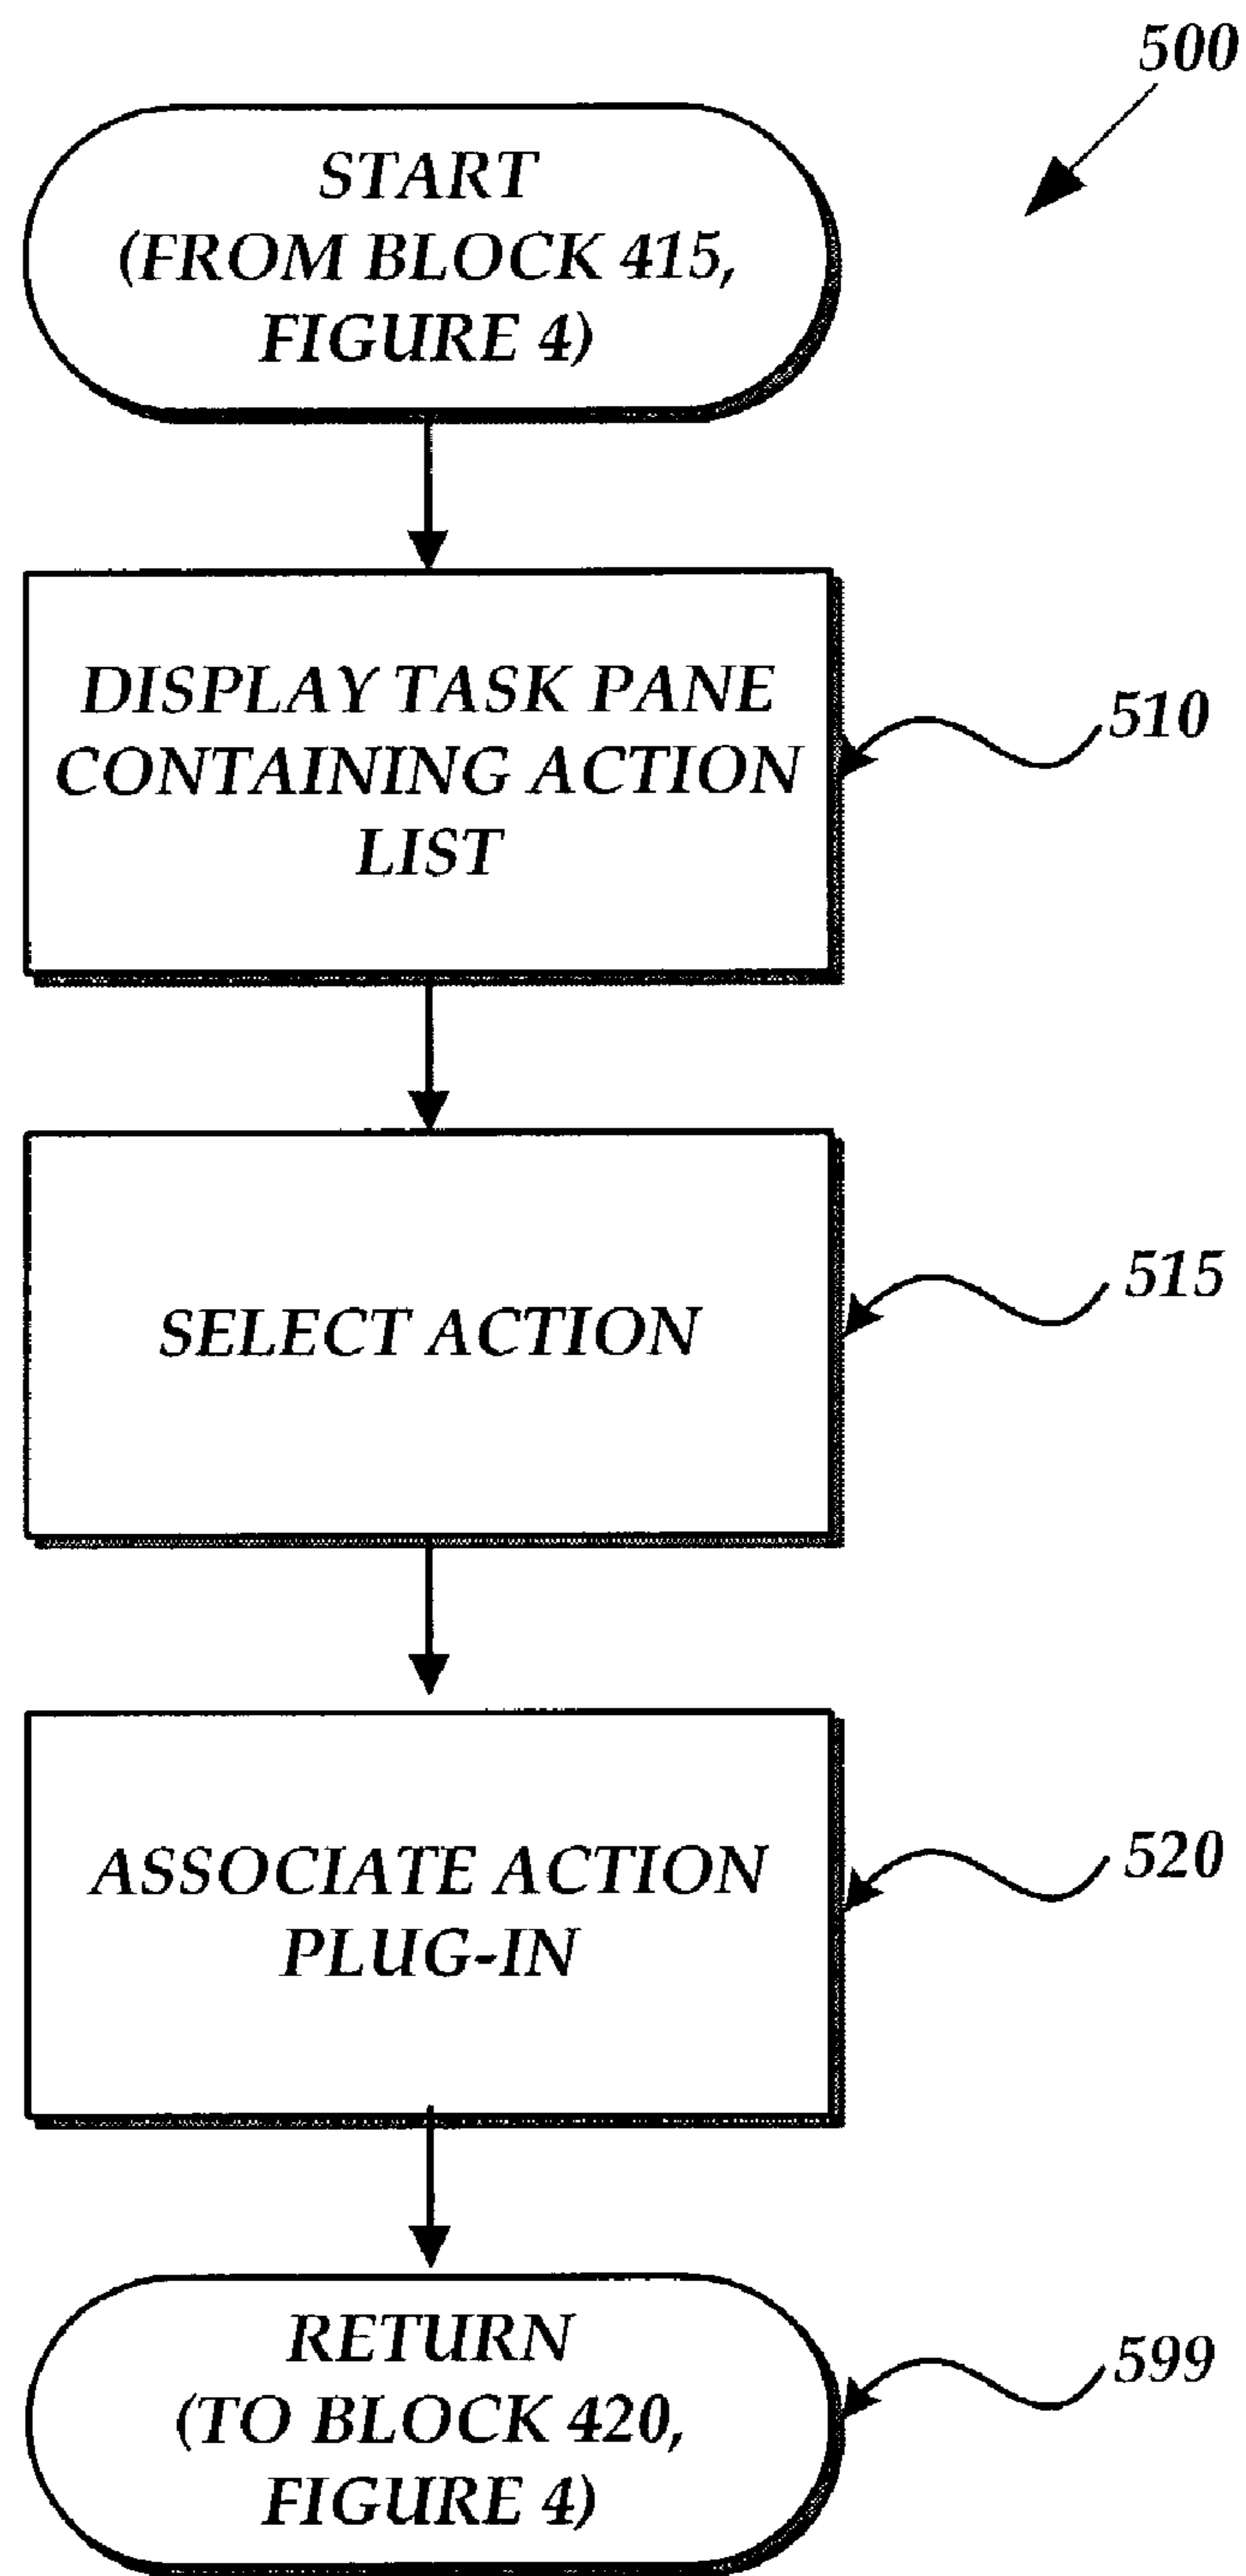 500
START
(FROM BLOCK 415,
FIGURE 4)
DISPLAY TASK PANE
CONTAINING ACTION
LIST
510
SELECT ACTION
515
ASSOCIATE ACTION
PLUG-IN
520
RETURN
(TO BLOCK 420,
FIGURE 4)
599